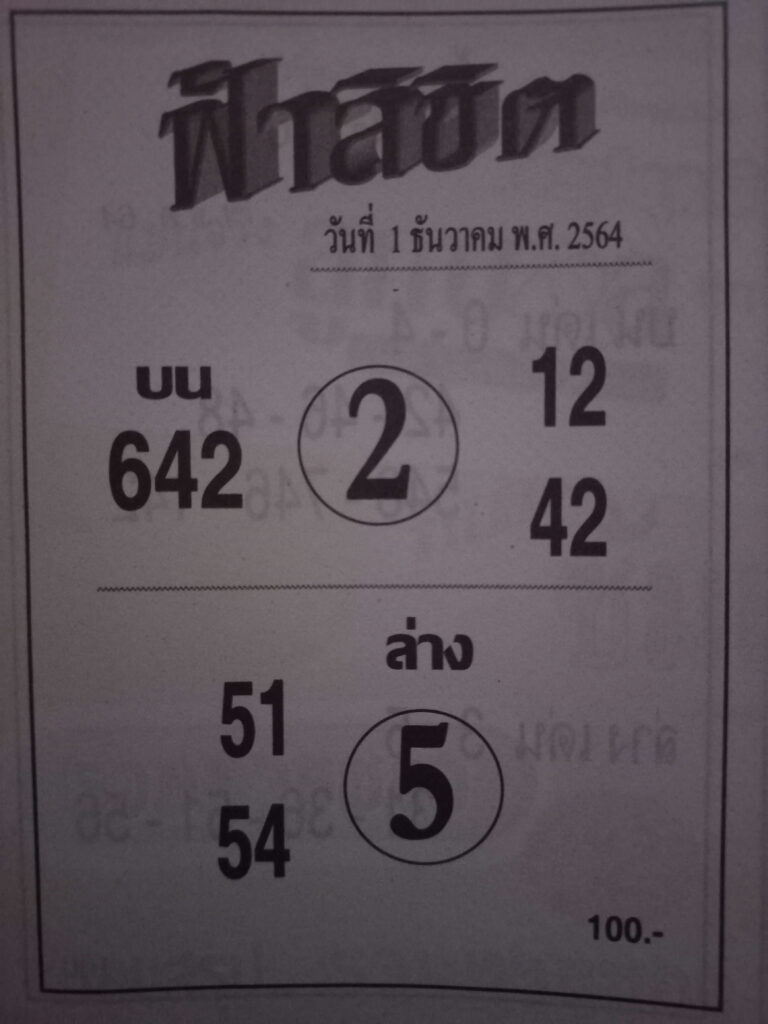 ฟ้าลิขิต
วันที่ 1 ธันวาคม พ.ศ. 2564
บน
642
2
12
42
ล่าง
51
54
5
100.-